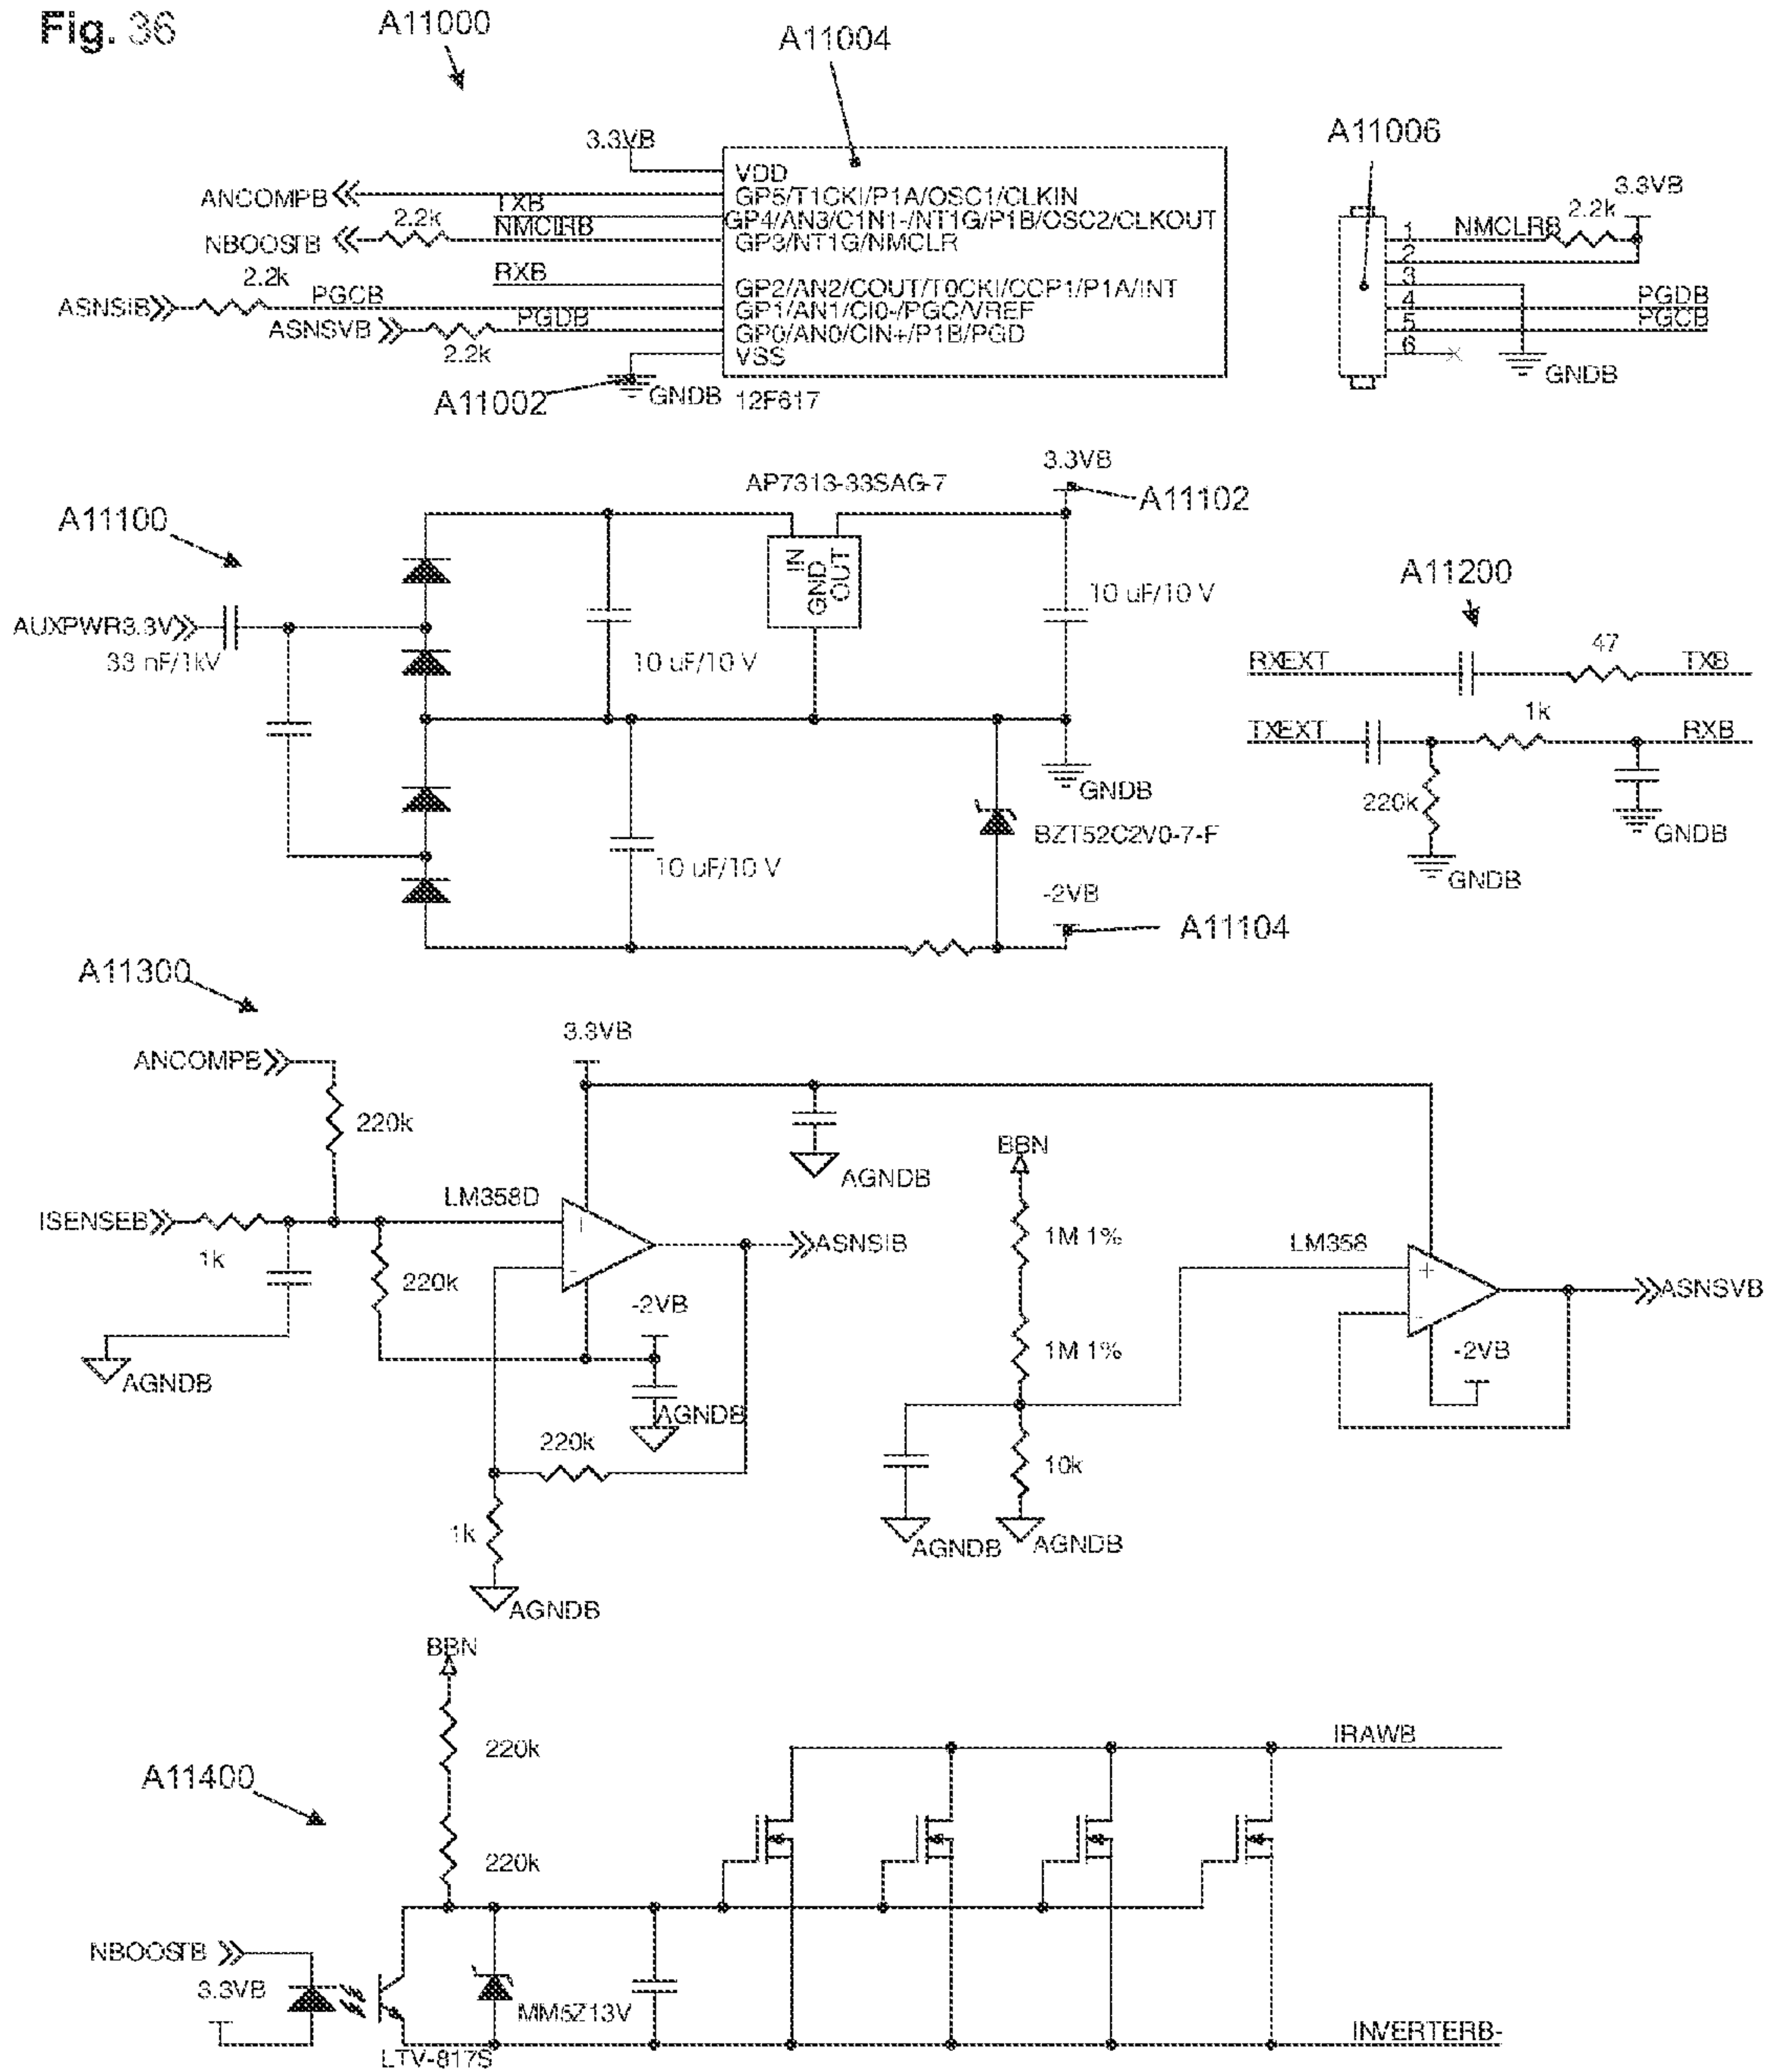 Fig. 36
A11000
A11004
A11006
3.3VB
VDD
ANCOMPB
GP5/T1CKI/P1A/OSC1/CLKIN
TXB
GP4/AN3/C1N1-/NT1G/P1B/OSC2/CLKOUT
2.2k
NMCLRB
NBOOSTB
GP3/NT1G/NMCLR
RXB
GP2/AN2/COUT/T0CKI/CCP1/P1A/INT
2.2k
ASNSIB
PGCB
GP1/AN1/CI0-/PGC/VREF
ASNSVB
PGDB
GP0/AN0/CIN+/P1B/PGD
2.2k
VSS
A11002
GNDB
12F617
3.3VB
2.2k
1
NMCLRB
2
3
4
PGDB
5
PGCB
6
GNDB
A11100
AP7313-33SAG-7
3.3VB
A11102
IN
GND
OUT
10 uF/10 V
AUXPWR3.3V
33 nF/1kV
10 uF/10 V
GNDB
BZT52C2V0-7-F
10 uF/10 V
-2VB
A11104
A11200
RXEXT
47
TXB
TXEXT
1k
RXB
220k
GNDB
GNDB
A11300
3.3VB
ANCOMPB
220k
AGNDB
BBN
LM358D
ISENSEB
1k
+
-
ASNSIB
1M 1%
LM358
220k
-2VB
+
-
ASNSVB
1M 1%
-2VB
AGNDB
AGNDB
220k
10k
1k
AGNDB
AGNDB
AGNDB
BBN
220k
IRAWB
A11400
220k
NBOOSTB
3.3VB
MM5Z13V
LTV-817S
INVERTERB-